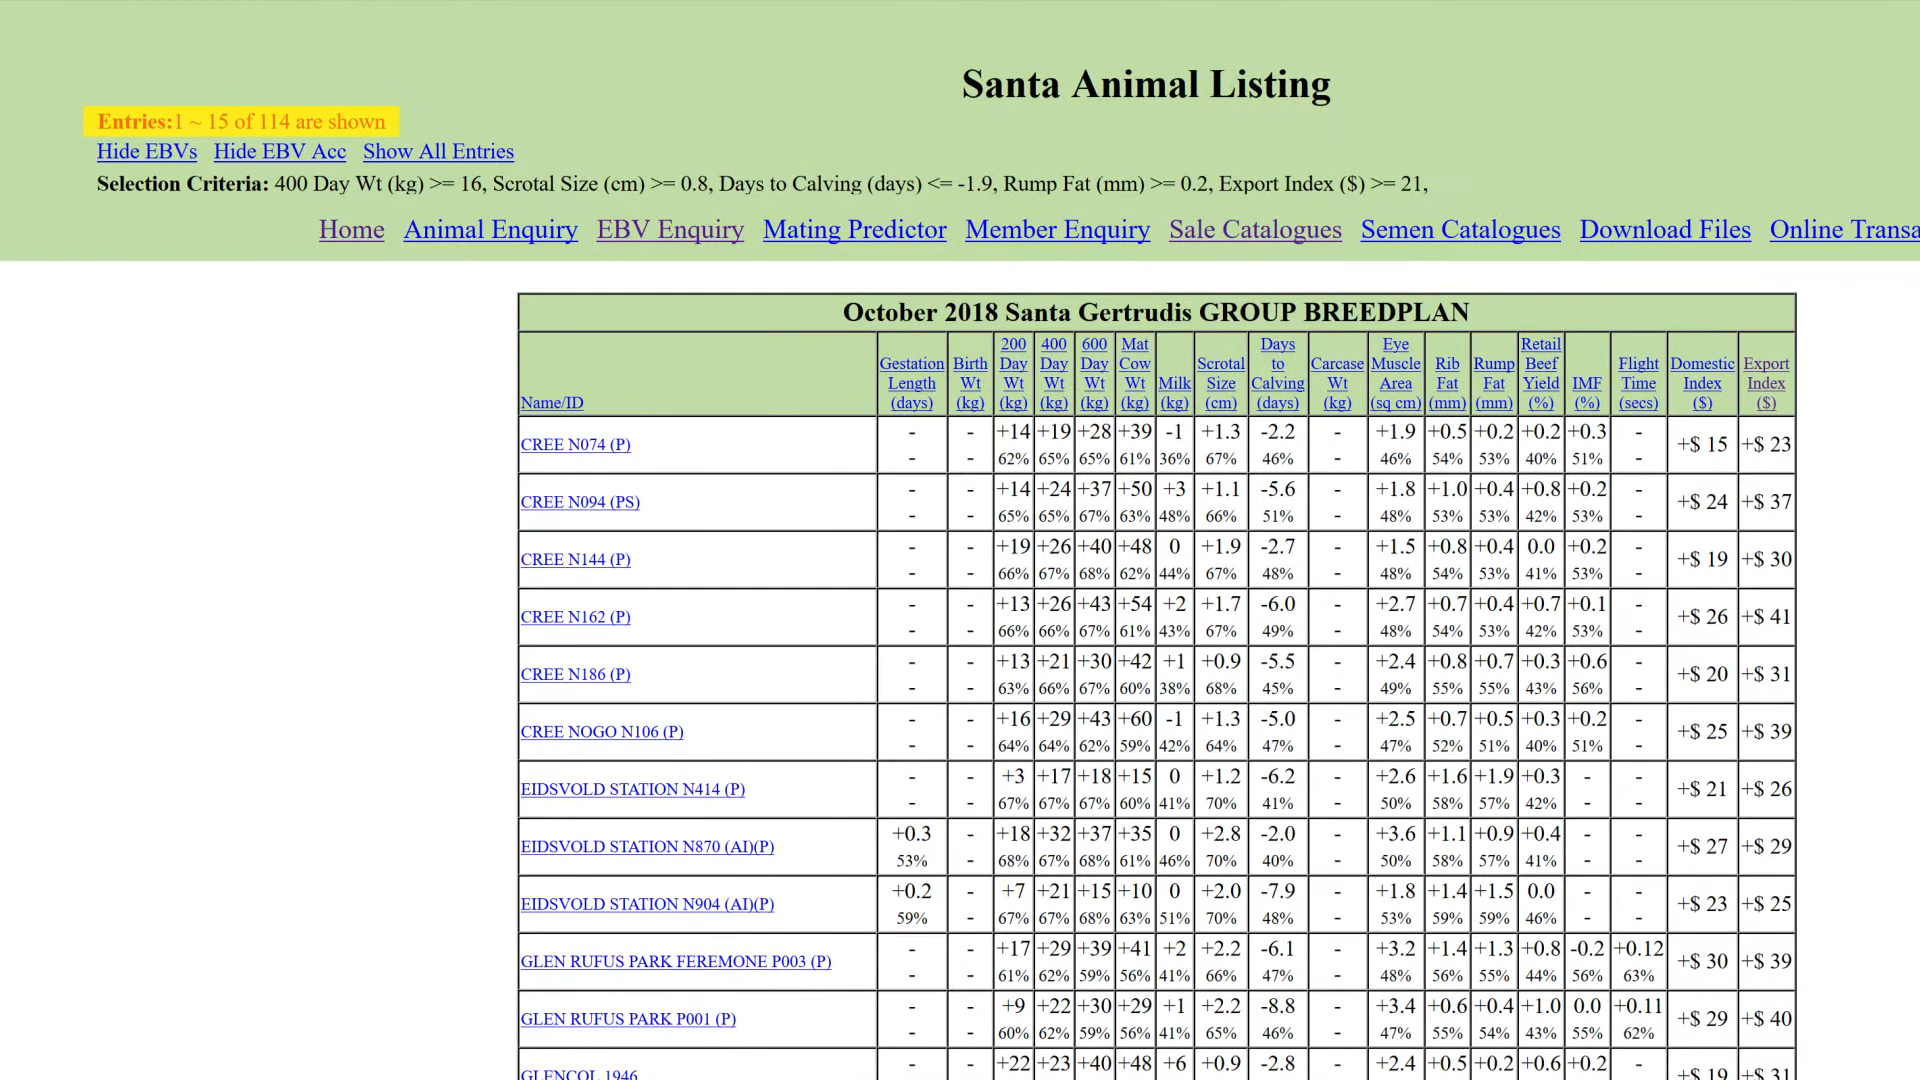 Santa Animal Listing
Entries:1 ~ 15 of 114 are shown
Hide EBVs Hide EBV Acc Show All Entries
Selection Criteria: 400 Day Wt (kg) >= 16, Scrotal Size (cm) >= 0.8, Days to Calving (days) <= -1.9, Rump Fat (mm) >= 0.2, Export Index ($) >= 21,
Home Animal Enquiry EBV Enquiry Mating Predictor Member Enquiry Sale Catalogues Semen Catalogues Download Files Online Transa
October 2018 Santa Gertrudis GROUP BREEDPLAN
Name/ID Gestation Length (days) Birth Wt (kg) 200 Day Wt (kg) 400 Day Wt (kg) 600 Day Wt (kg) Mat Cow Wt (kg) Milk (kg) Scrotal Size (cm) Days to Calving (days) Carcase Wt (kg) Eye Muscle Area (sq cm) Rib Fat (mm) Rump Fat (mm) Retail Beef Yield (%) IMF (%) Flight Time (secs) Domestic Index ($) Export Index ($)
CREE N074 (P) - - +14 +19 +28 +39 -1 +1.3 -2.2 - +1.9 +0.5 +0.2 +0.2 +0.3 - +$ 15 +$ 23
- - 62% 65% 65% 61% 36% 67% 46% - 46% 54% 53% 40% 51% -
CREE N094 (PS) - - +14 +24 +37 +50 +3 +1.1 -5.6 - +1.8 +1.0 +0.4 +0.8 +0.2 - +$ 24 +$ 37
- - 65% 65% 67% 63% 48% 66% 51% - 48% 53% 53% 42% 53% -
CREE N144 (P) - - +19 +26 +40 +48 0 +1.9 -2.7 - +1.5 +0.8 +0.4 0.0 +0.2 - +$ 19 +$ 30
- - 66% 67% 68% 62% 44% 67% 48% - 48% 54% 53% 41% 53% -
CREE N162 (P) - - +13 +26 +43 +54 +2 +1.7 -6.0 - +2.7 +0.7 +0.4 +0.7 +0.1 - +$ 26 +$ 41
- - 66% 66% 67% 61% 43% 67% 49% - 48% 54% 53% 42% 53% -
CREE N186 (P) - - +13 +21 +30 +42 +1 +0.9 -5.5 - +2.4 +0.8 +0.7 +0.3 +0.6 - +$ 20 +$ 31
- - 63% 66% 67% 60% 38% 68% 45% - 49% 55% 55% 43% 56% -
CREE NOGO N106 (P) - - +16 +29 +43 +60 -1 +1.3 -5.0 - +2.5 +0.7 +0.5 +0.3 +0.2 - +$ 25 +$ 39
- - 64% 64% 62% 59% 42% 64% 47% - 47% 52% 51% 40% 51% -
EIDSVOLD STATION N414 (P) - - +3 +17 +18 +15 0 +1.2 -6.2 - +2.6 +1.6 +1.9 +0.3 - - +$ 21 +$ 26
- - 67% 67% 67% 60% 41% 70% 41% - 50% 58% 57% 42% - -
EIDSVOLD STATION N870 (AI)(P) +0.3 - +18 +32 +37 +35 0 +2.8 -2.0 - +3.6 +1.1 +0.9 +0.4 - - +$ 27 +$ 29
53% - 68% 67% 68% 61% 46% 70% 40% - 50% 58% 57% 41% - -
EIDSVOLD STATION N904 (AI)(P) +0.2 - +7 +21 +15 +10 0 +2.0 -7.9 - +1.8 +1.4 +1.5 0.0 - - +$ 23 +$ 25
59% - 67% 67% 68% 63% 51% 70% 48% - 53% 59% 59% 46% - -
GLEN RUFUS PARK FEREMONE P003 (P) - - +17 +29 +39 +41 +2 +2.2 -6.1 - +3.2 +1.4 +1.3 +0.8 -0.2 +0.12 +$ 30 +$ 39
- - 61% 62% 59% 56% 41% 66% 47% - 48% 56% 55% 44% 56% 63%
GLEN RUFUS PARK P001 (P) - - +9 +22 +30 +29 +1 +2.2 -8.8 - +3.4 +0.6 +0.4 +1.0 0.0 +0.11 +$ 29 +$ 40
- - 60% 62% 59% 56% 41% 65% 46% - 47% 55% 54% 43% 55% 62%
GLENCOL 1946 - - +22 +23 +40 +48 +6 +0.9 -2.8 - +2.4 +0.5 +0.2 +0.6 +0.2 - +$ 19 +$ 31